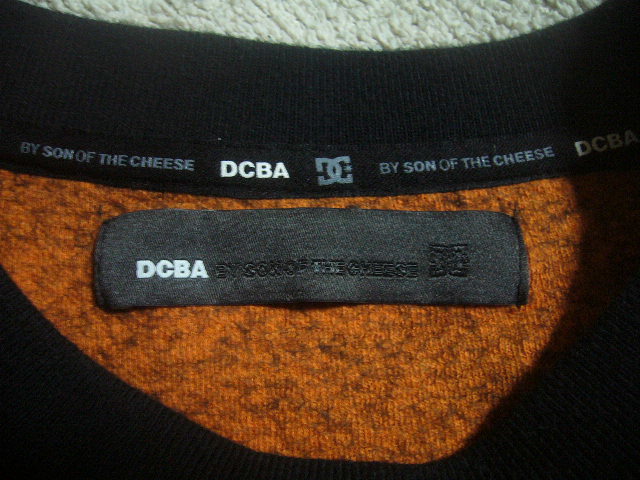 BY SON OF THE CHEESE DCBA DC BY SON OF THE CHEESE DCBA
DCBA BY SON OF THE CHEESE DC